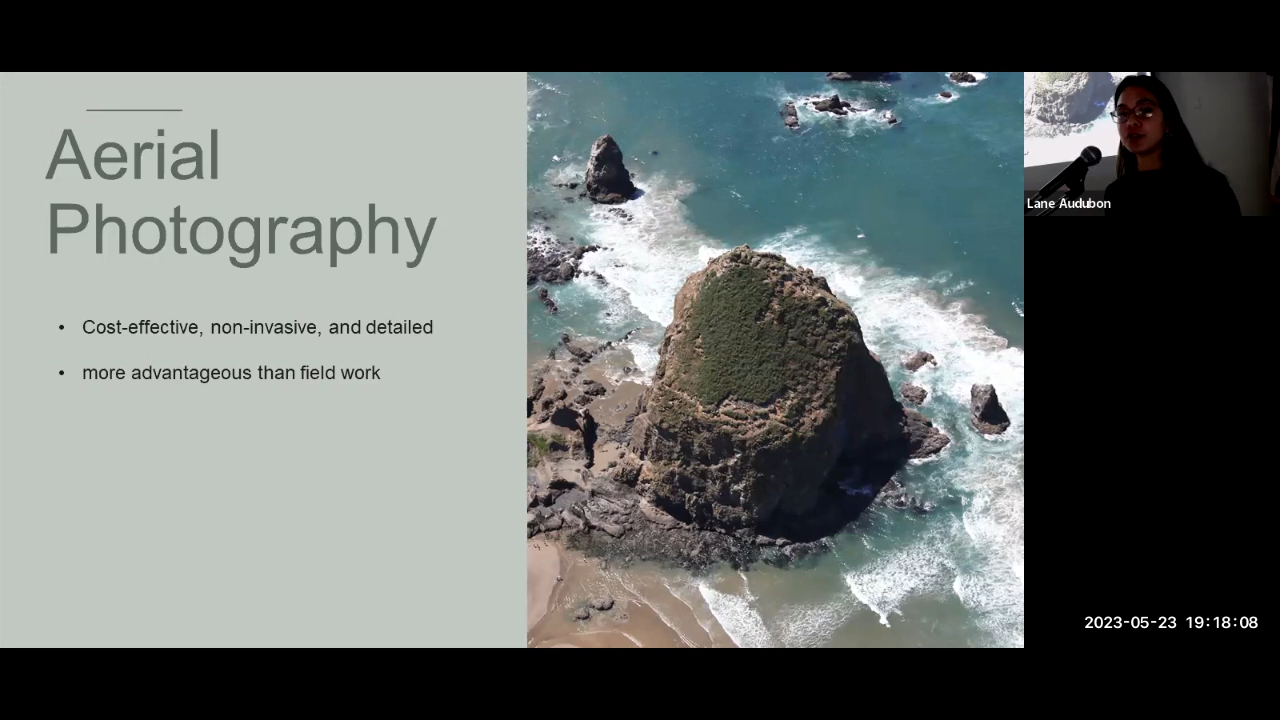 Aerial
Photography
• Cost-effective, non-invasive, and detailed
• more advantageous than field work
Lane Audubon
2023-05-23 19:18:08